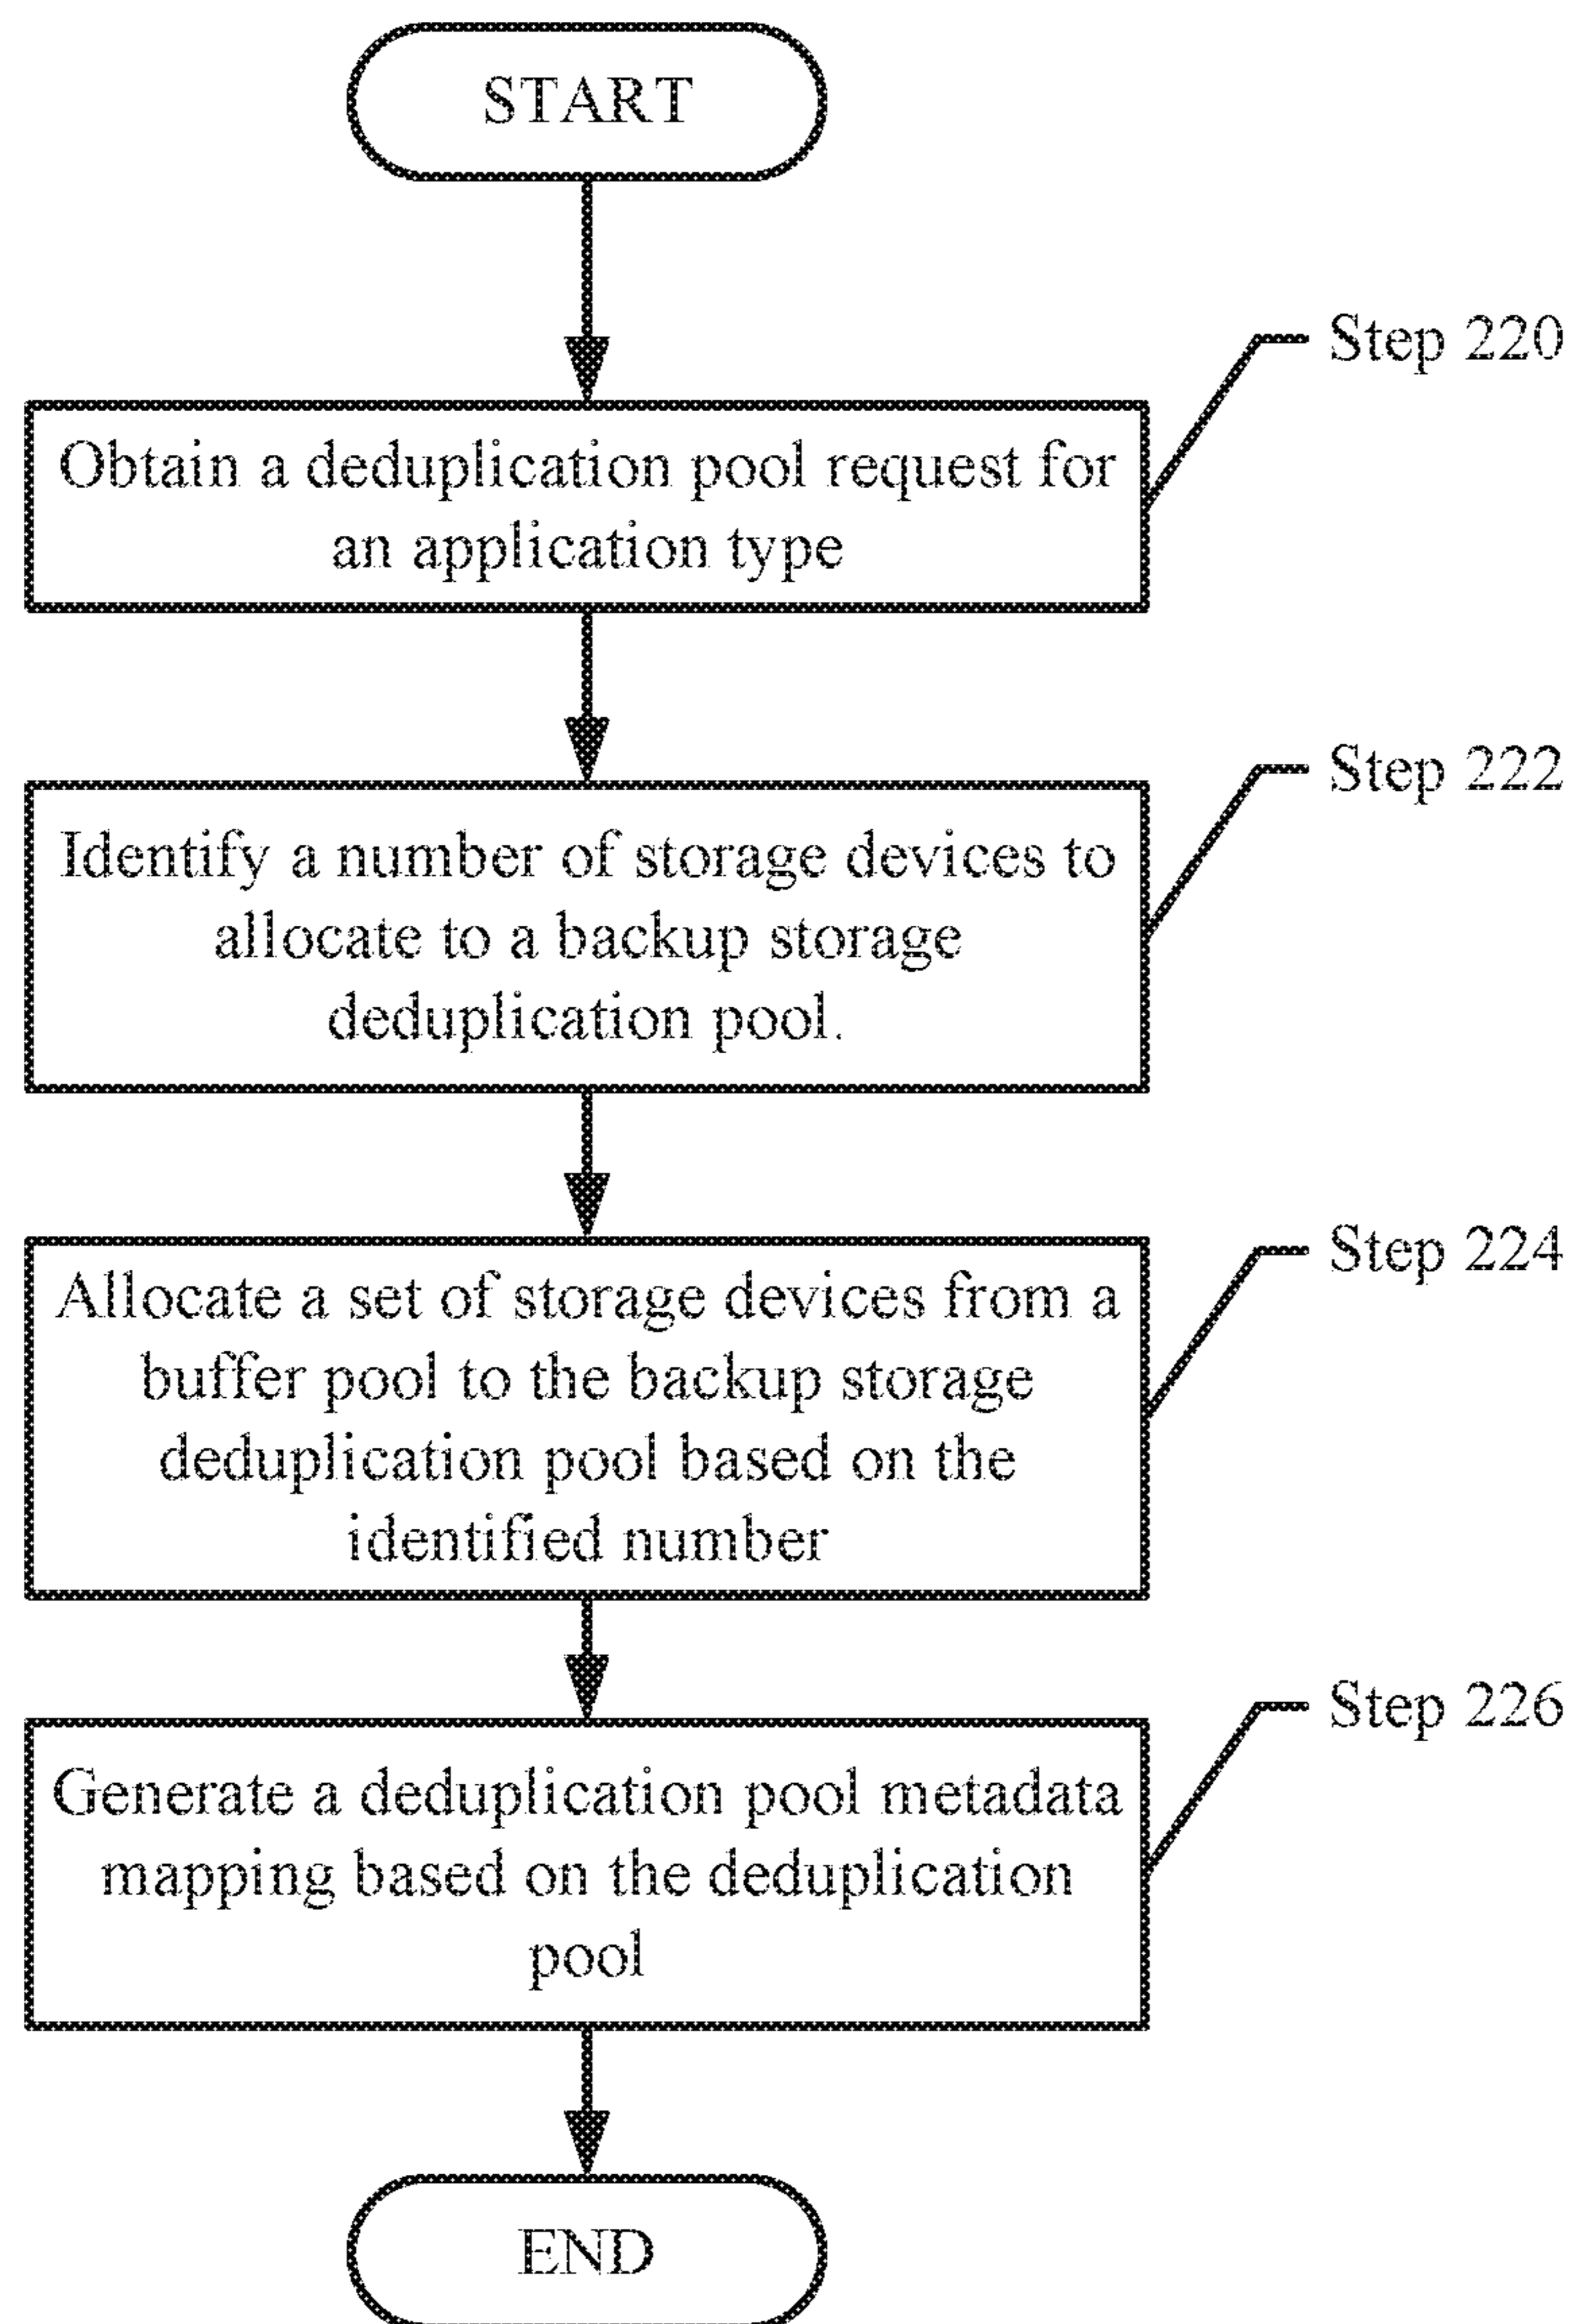 START
Step 220
Obtain a deduplication pool request for
an application type
Step 222
Identify a number of storage devices to
allocate to a backup storage
deduplication pool.
Step 224
Allocate a set of storage devices from a
buffer pool to the backup storage
deduplication pool based on the
identified number
Step 226
Generate a deduplication pool metadata
mapping based on the deduplication
pool
END